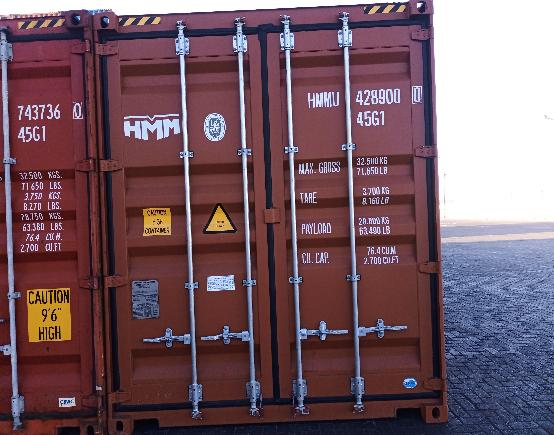 743736 0
45G1
32.500 KGS.
71.650 LBS.
3.750 KGS.
8.270 LBS.
28.750 KGS.
63.380 LBS.
76.4 CU.M.
2.700 CU.FT
CAUTION
9'6"
HIGH
HMM
CAUTION
HIGH
CONTAINER
HMMU 428900 0
45G1
MAX. GROSS 32.500 KG
71.650 LB
TARE 3.700 KG
8.160 LB
PAYLOAD 28.800 KG
63.490 LB
CU. CAP. 76.4 CU.M
2.700 CU.FT